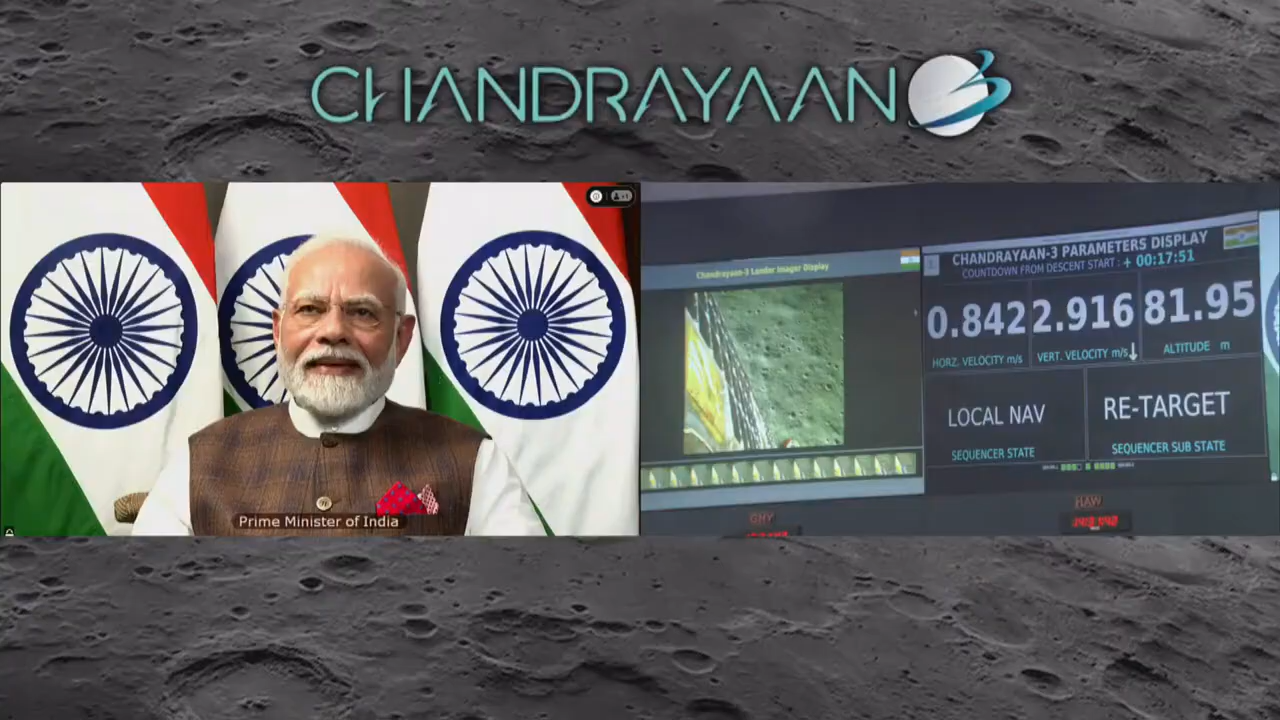 CHANDRAYAAN 3
+1
Prime Minister of India
Chandrayaan-3 Lander Imager Display
CHANDRAYAAN-3 PARAMETERS DISPLAY
COUNTDOWN FROM DESCENT START : + 00:17:51
0.842 2.916 81.95
HORZ. VELOCITY m/s VERT. VELOCITY m/s ALTITUDE m
LOCAL NAV RE-TARGET
SEQUENCER STATE SEQUENCER SUB STATE